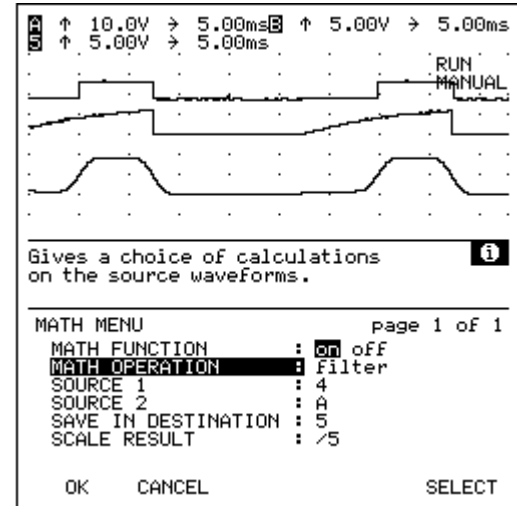 A ↑ 10.0V → 5.00ms B ↑ 5.00V → 5.00ms
5 ↑ 5.00V → 5.00ms
RUN
MANUAL
Gives a choice of calculations
on the source waveforms.
i
MATH MENU page 1 of 1
MATH FUNCTION : on off
MATH OPERATION : filter
SOURCE 1 : 4
SOURCE 2 : A
SAVE IN DESTINATION : 5
SCALE RESULT : /5
OK CANCEL SELECT